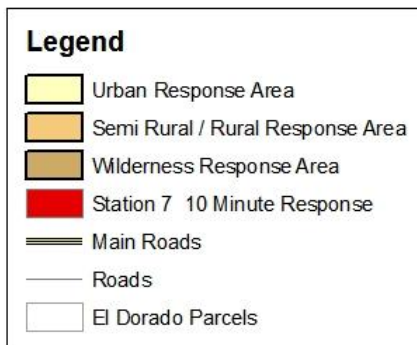 Legend
Urban Response Area
Semi Rural / Rural Response Area
Wilderness Response Area
Station 7 10 Minute Response
Main Roads
Roads
El Dorado Parcels